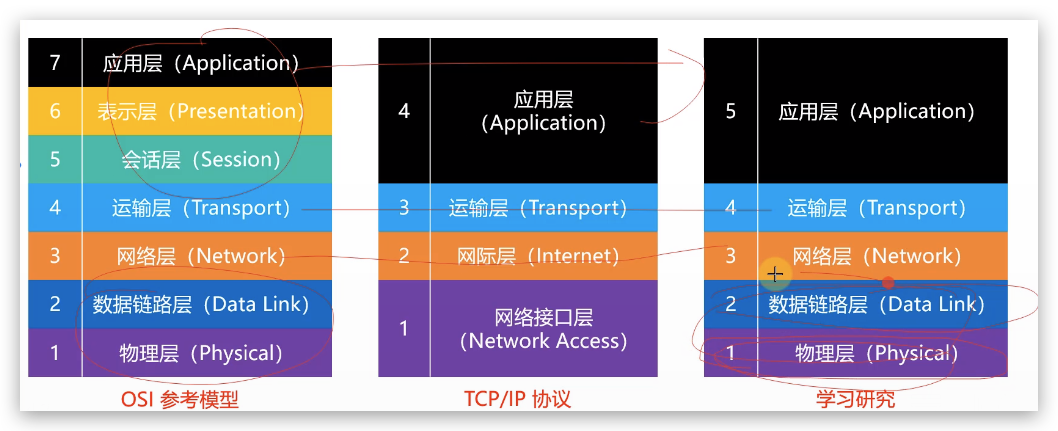 7 应用层（Application）
6 表示层（Presentation）
5 会话层（Session）
4 运输层（Transport）
3 网络层（Network）
2 数据链路层（Data Link）
1 物理层（Physical）
OSI 参考模型
4 应用层
（Application）
3 运输层（Transport）
2 网际层（Internet）
1 网络接口层
（Network Access）
TCP/IP 协议
5 应用层（Application）
4 运输层（Transport）
3 网络层（Network）
2 数据链路层（Data Link）
1 物理层（Physical）
学习研究